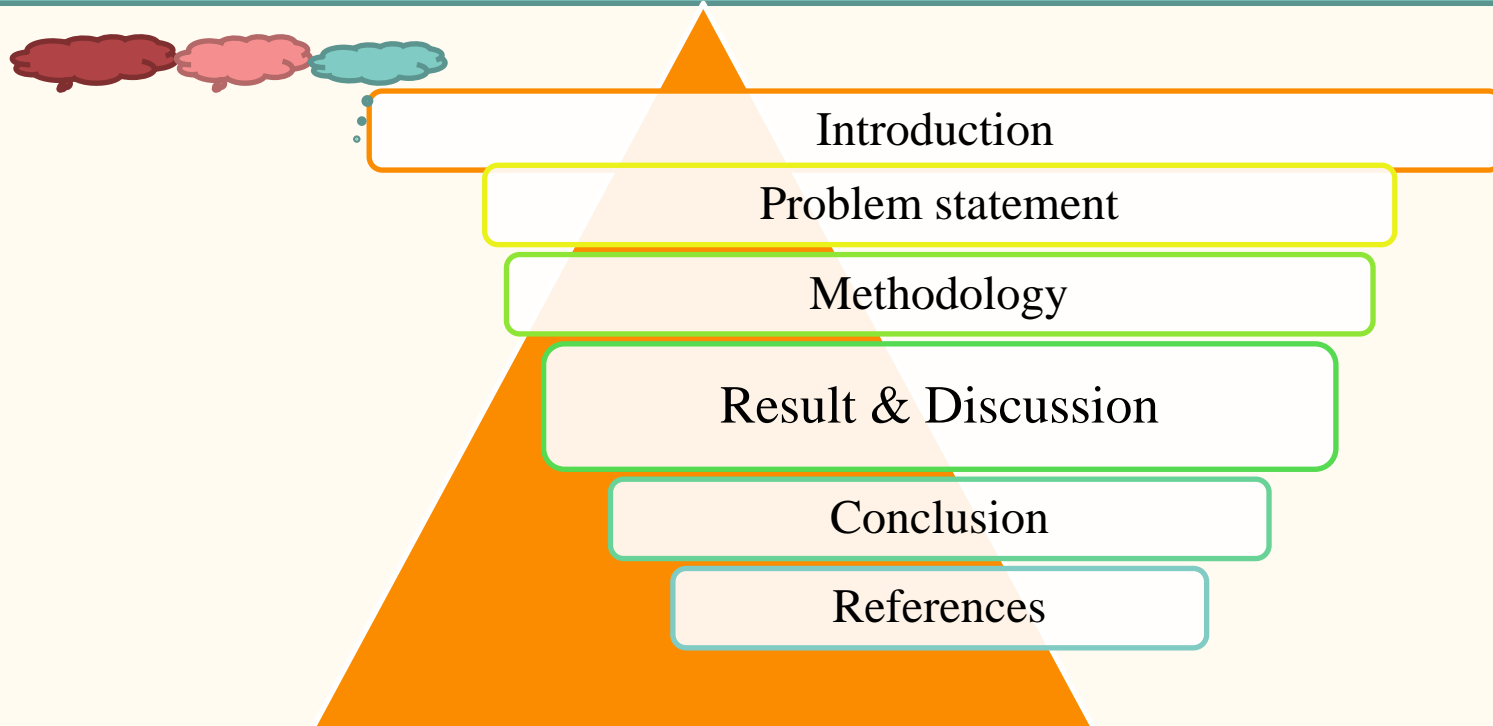 Introduction
Problem statement
Methodology
Result & Discussion
Conclusion
References